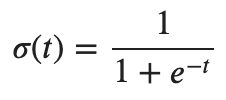 σ(t) = 1 / (1 + e^{-t})